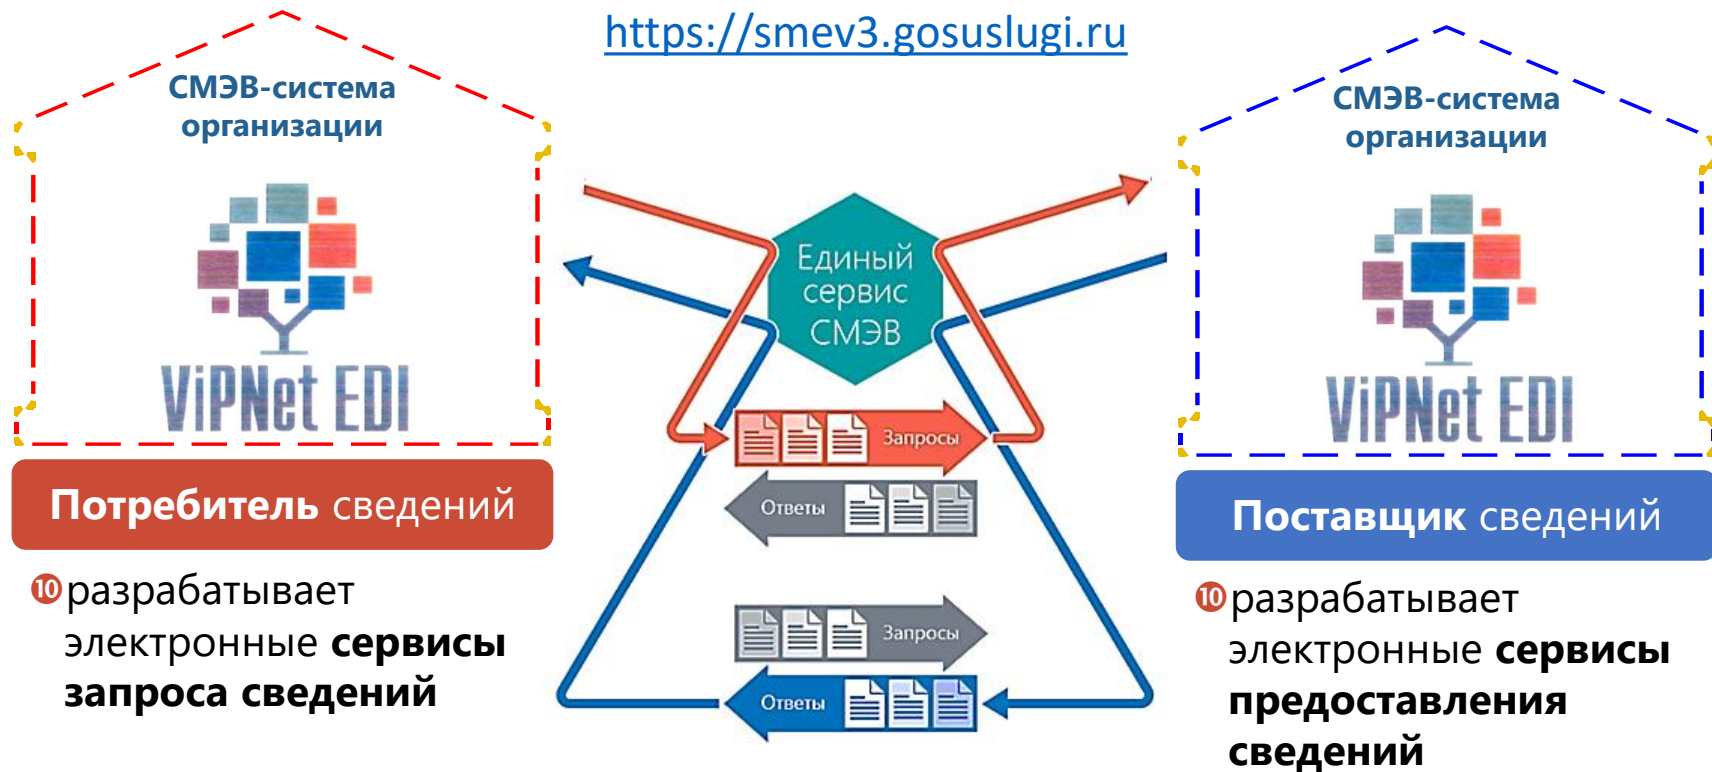 https://smev3.gosuslugi.ru
СМЭВ-система
организации
ViPNet EDI
Потребитель сведений
❿ разрабатывает
электронные сервисы
запроса сведений
Единый
сервис
СМЭВ
Запросы
Ответы
Запросы
Ответы
СМЭВ-система
организации
ViPNet EDI
Поставщик сведений
❿ разрабатывает
электронные сервисы
предоставления
сведений